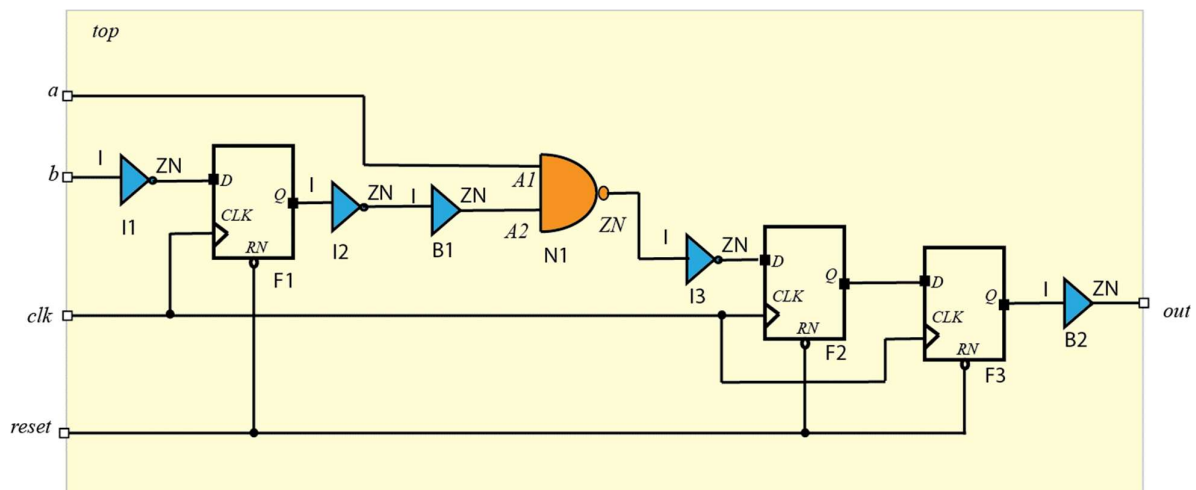 top
a
b
I
ZN
I1
D
Q
CLK
RN
F1
I
ZN
I2
I
ZN
B1
A1
A2
ZN
N1
I
ZN
I3
D
Q
CLK
RN
F2
D
Q
CLK
RN
F3
I
ZN
B2
out
clk
reset